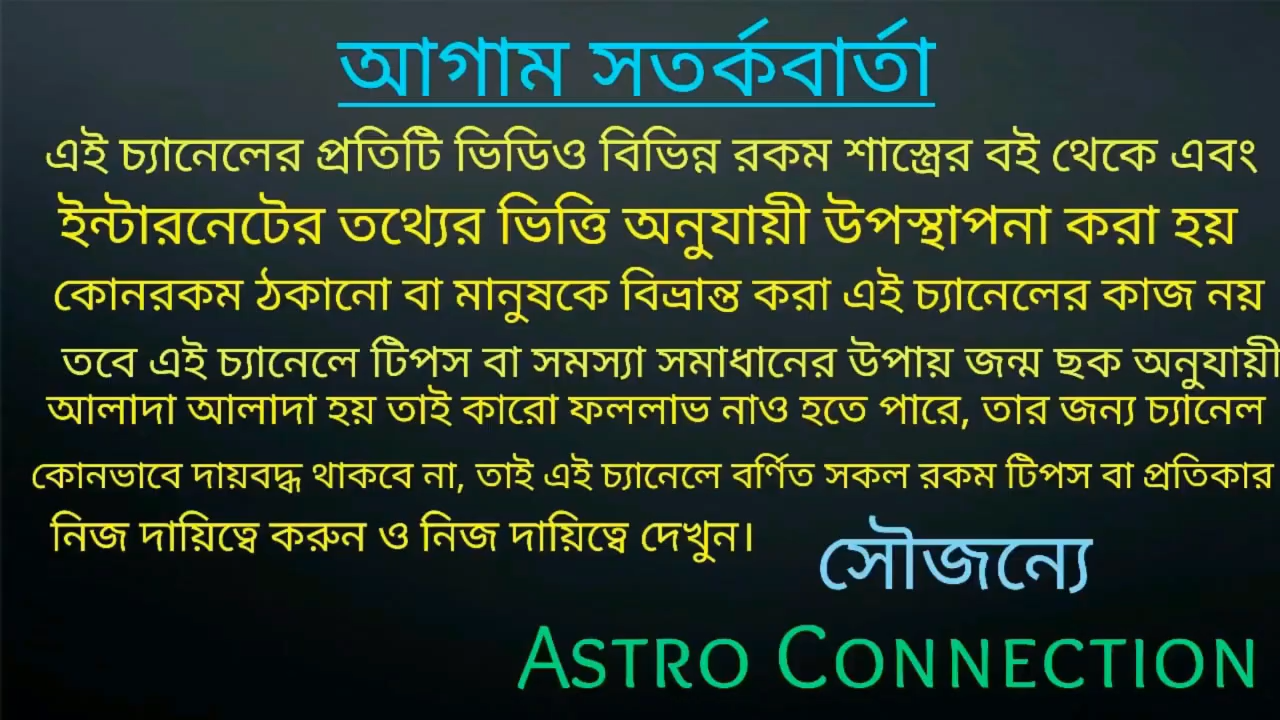 আগাম সতর্কবার্তা
এই চ্যানেলের প্রতিটি ভিডিও বিভিন্ন রকম শাস্ত্রের বই থেকে এবং
ইন্টারনেটের তথ্যের ভিত্তি অনুযায়ী উপস্থাপনা করা হয়
কোনরকম ঠকানো বা মানুষকে বিভ্রান্ত করা এই চ্যানেলের কাজ নয়
তবে এই চ্যানেলে টিপস বা সমস্যা সমাধানের উপায় জন্ম ছক অনুযায়ী
আলাদা আলাদা হয় তাই কারো ফললাভ নাও হতে পারে, তার জন্য চ্যানেল
কোনভাবে দায়বদ্ধ থাকবে না, তাই এই চ্যানেলে বর্ণিত সকল রকম টিপস বা প্রতিকার
নিজ দায়িত্বে করুন ও নিজ দায়িত্বে দেখুন।
সৌজন্যে
ASTRO CONNECTION